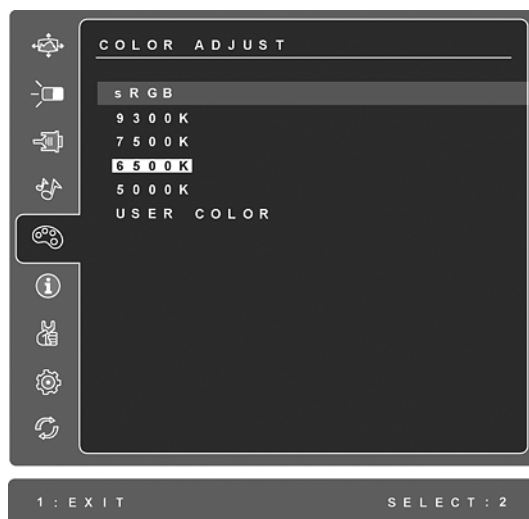 COLOR ADJUST
sRGB
9300K
7500K
6500K
5000K
USER COLOR
1:EXIT
SELECT:2